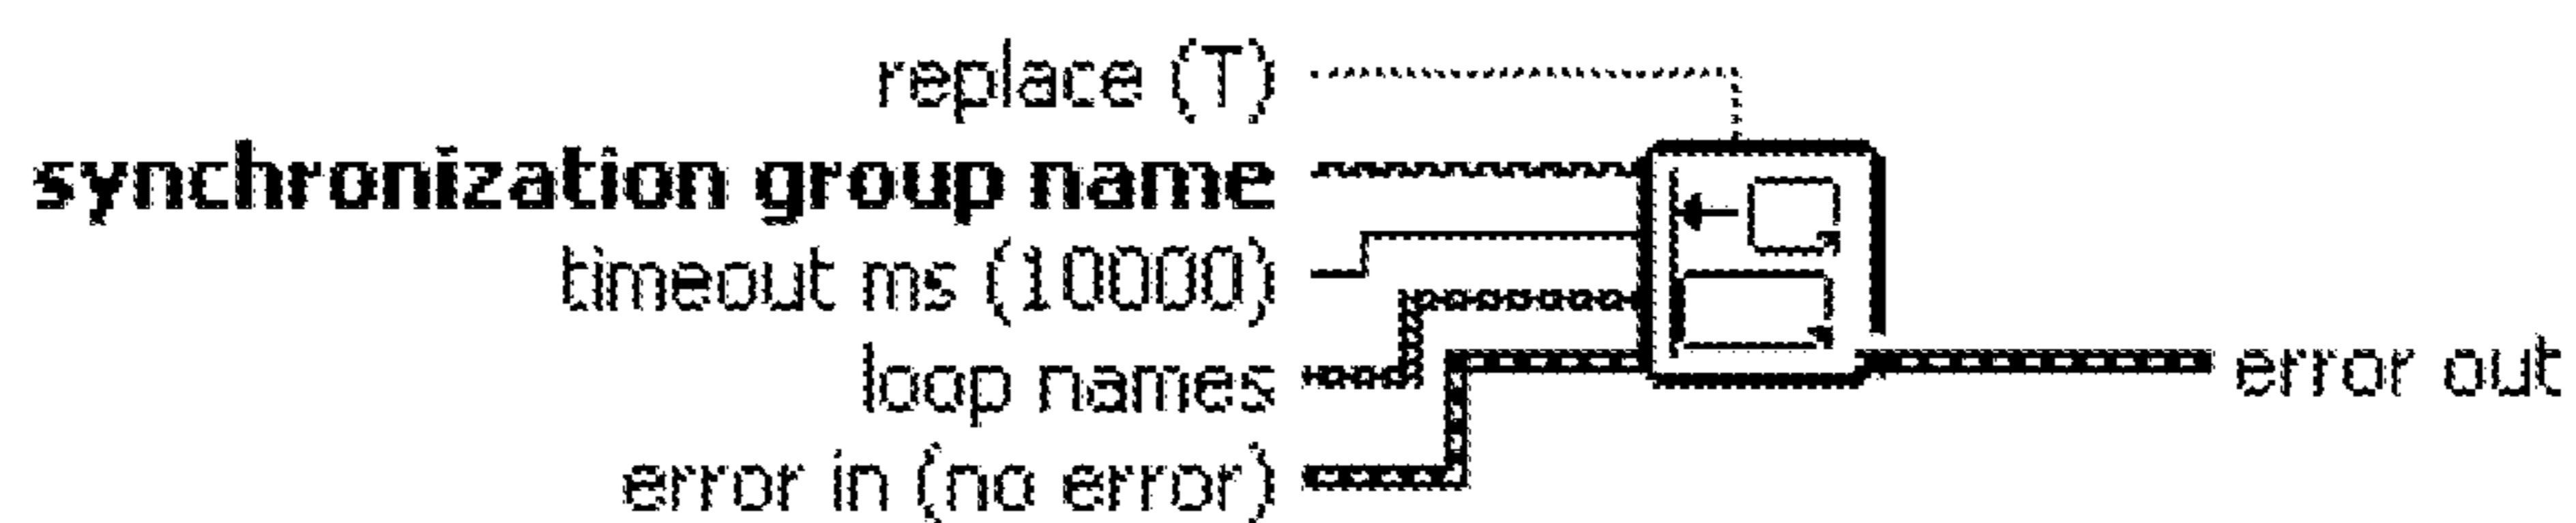 replace (T)
synchronization group name
timeout ms (10000)
loop names
error in (no error)
error out